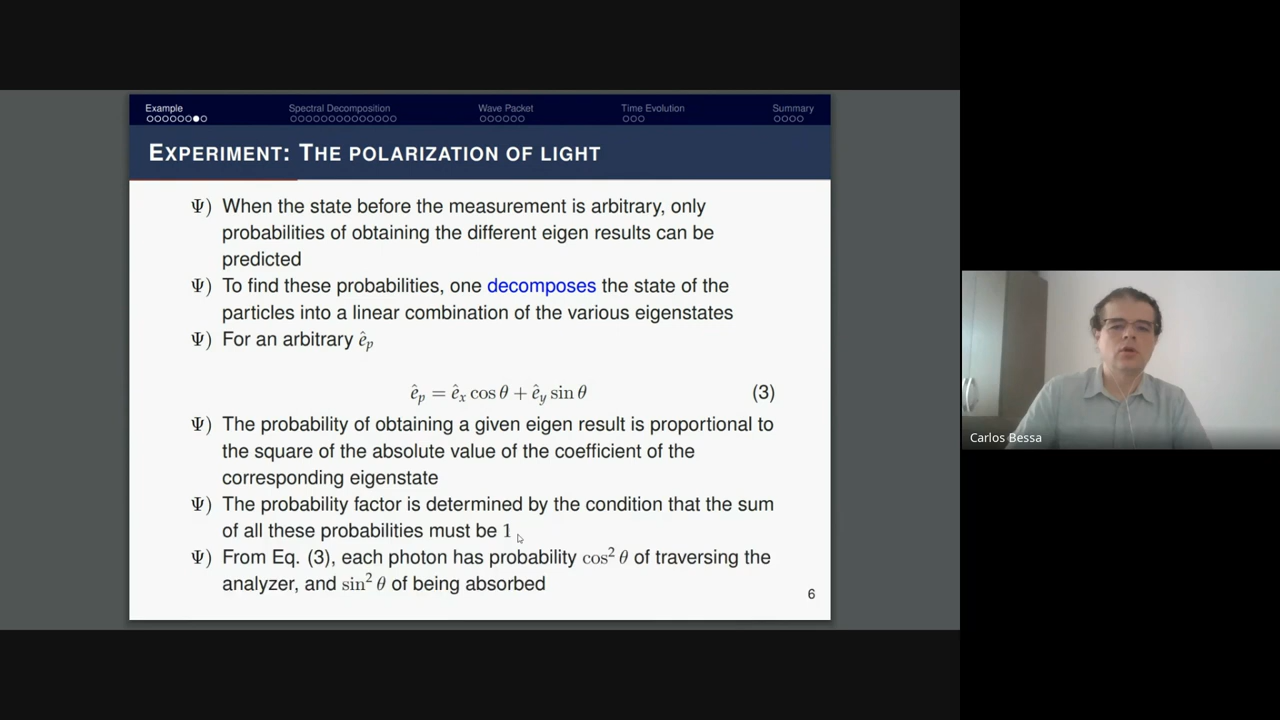 Example Spectral Decomposition Wave Packet Time Evolution Summary
EXPERIMENT: THE POLARIZATION OF LIGHT
Ψ) When the state before the measurement is arbitrary, only
probabilities of obtaining the different eigen results can be
predicted
Ψ) To find these probabilities, one decomposes the state of the
particles into a linear combination of the various eigenstates
Ψ) For an arbitrary ê_p
ê_p = ê_x cos θ + ê_y sin θ (3)
Ψ) The probability of obtaining a given eigen result is proportional to
the square of the absolute value of the coefficient of the
corresponding eigenstate
Ψ) The probability factor is determined by the condition that the sum
of all these probabilities must be 1
Ψ) From Eq. (3), each photon has probability cos² θ of traversing the
analyzer, and sin² θ of being absorbed
6
Carlos Bessa